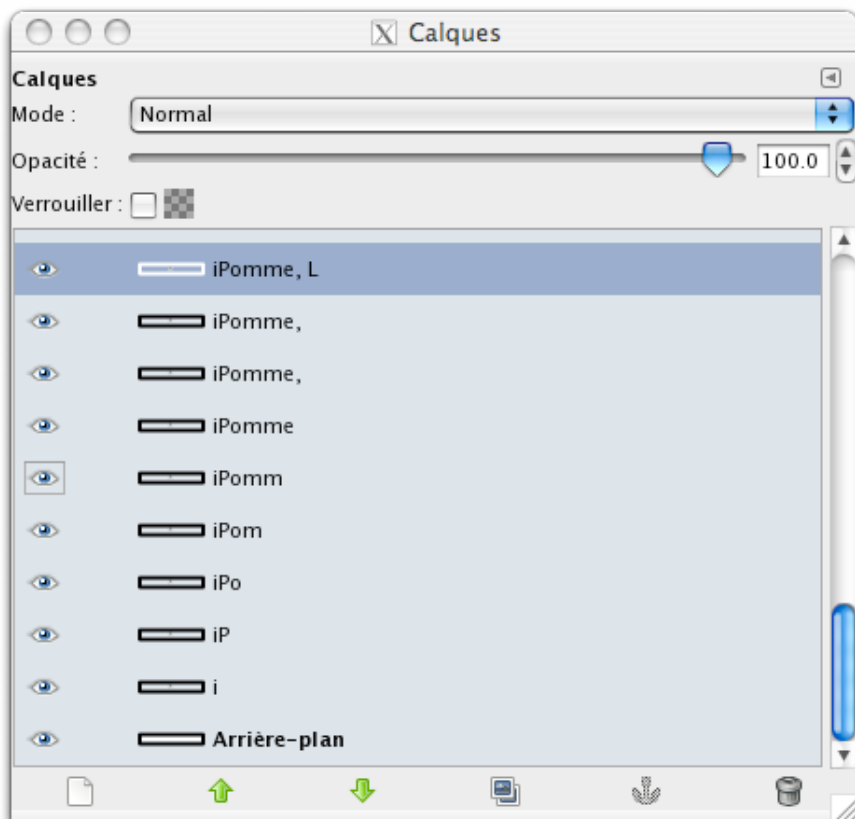 Calques
Calques
Mode : Normal
Opacité : 100.0
Verrouiller :
iPomme, L
iPomme,
iPomme,
iPomme
iPomm
iPom
iPo
iP
i
Arrière-plan